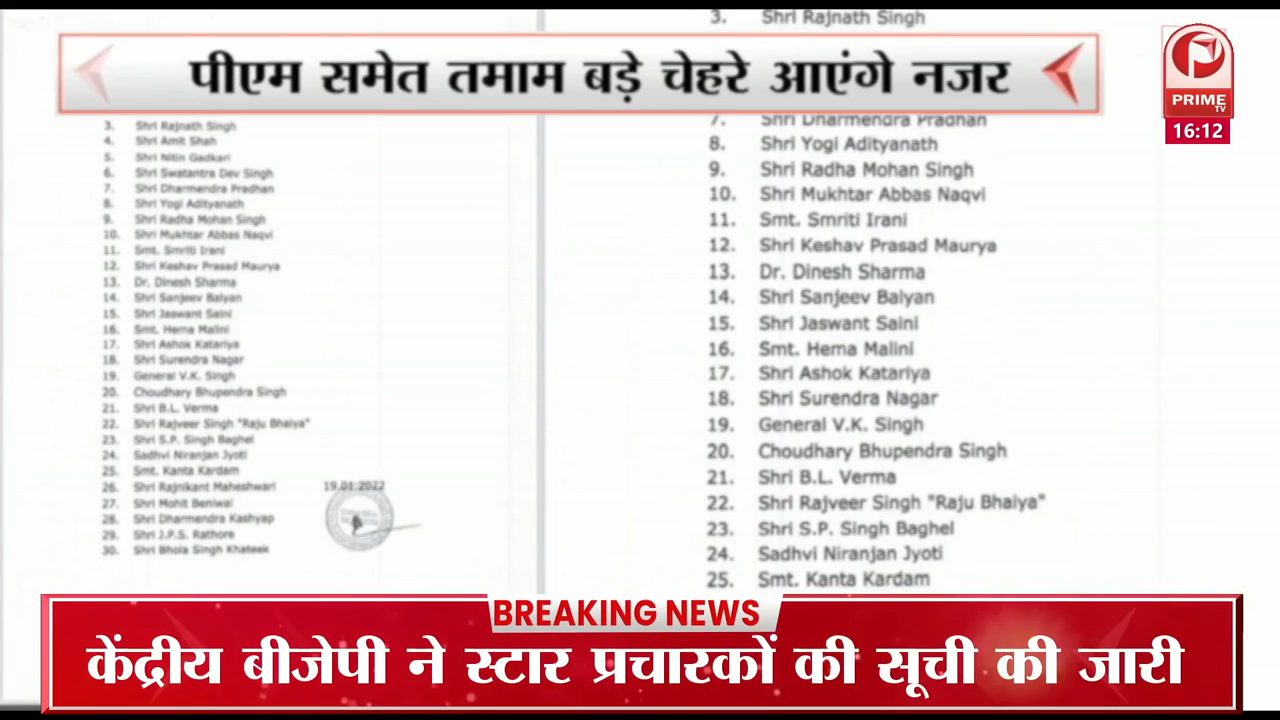 3. Shri Rajnath Singh
पीएम समेत तमाम बड़े चेहरे आएंगे नजर
PRIME
TV
16:12
3. Shri Rajnath Singh
4. Shri Amit Shah
5. Shri Nitin Gadkari
6. Shri Swatantra Dev Singh
7. Shri Dharmendra Pradhan
8. Shri Yogi Adityanath
9. Shri Radha Mohan Singh
10. Shri Mukhtar Abbas Naqvi
11. Smt. Smriti Irani
12. Shri Keshav Prasad Maurya
13. Dr. Dinesh Sharma
14. Shri Sanjeev Balyan
15. Shri Jaswant Saini
16. Smt. Hema Malini
17. Shri Ashok Katariya
18. Shri Surendra Nagar
19. General V.K. Singh
20. Choudhary Bhupendra Singh
21. Shri B.L. Verma
22. Shri Rajveer Singh "Raju Bhaiya"
23. Shri S.P. Singh Baghel
24. Sadhvi Niranjan Jyoti
25. Smt. Kanta Kardam
26. Shri Rajnikant Maheshwari
27. Shri Mohit Beniwal
28. Shri Dharmendra Kashyap
29. Shri J.P.S. Rathore
30. Shri Bhola Singh Khateek
19.01.2022
7. Shri Dharmendra Pradhan
8. Shri Yogi Adityanath
9. Shri Radha Mohan Singh
10. Shri Mukhtar Abbas Naqvi
11. Smt. Smriti Irani
12. Shri Keshav Prasad Maurya
13. Dr. Dinesh Sharma
14. Shri Sanjeev Balyan
15. Shri Jaswant Saini
16. Smt. Hema Malini
17. Shri Ashok Katariya
18. Shri Surendra Nagar
19. General V.K. Singh
20. Choudhary Bhupendra Singh
21. Shri B.L. Verma
22. Shri Rajveer Singh "Raju Bhaiya"
23. Shri S.P. Singh Baghel
24. Sadhvi Niranjan Jyoti
25. Smt. Kanta Kardam
BREAKING NEWS
केंद्रीय बीजेपी ने स्टार प्रचारकों की सूची की जारी